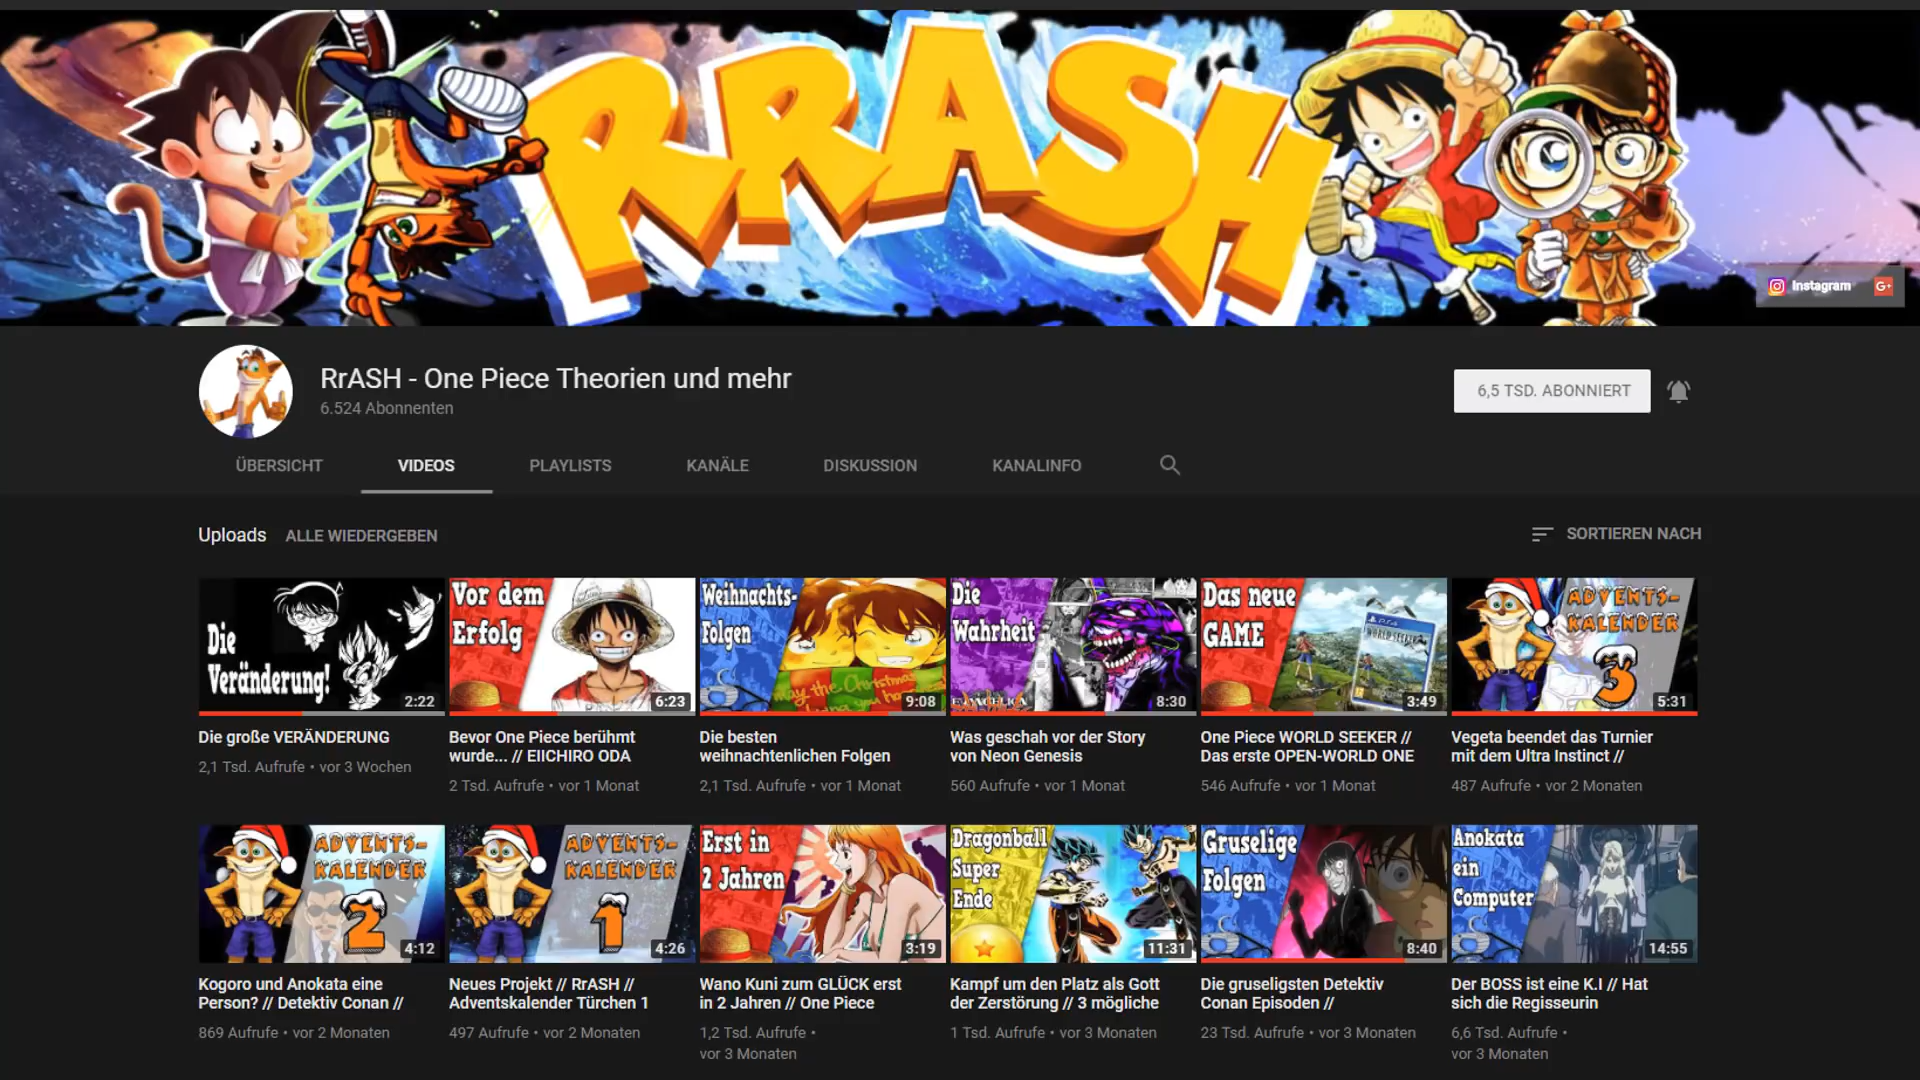 RRASH
Instagram
G+
RrASH - One Piece Theorien und mehr
6.524 Abonnenten
6,5 TSD. ABONNIERT
ÜBERSICHT
VIDEOS
PLAYLISTS
KANÄLE
DISKUSSION
KANALINFO
Uploads
ALLE WIEDERGEBEN
SORTIEREN NACH
Die
Veränderung!
2:22
Vor dem
Erfolg
6:23
Weihnachts-
Folgen
May the Christmas
9:08
Die
Wahrheit
8:30
Das neue
GAME
PS4
WORLD SEEKER
3:49
ADVENTS-
KALENDER
3
5:31
Die große VERÄNDERUNG
2,1 Tsd. Aufrufe • vor 3 Wochen
Bevor One Piece berühmt
wurde... // EIICHIRO ODA
2 Tsd. Aufrufe • vor 1 Monat
Die besten
weihnachtenlichen Folgen
2,1 Tsd. Aufrufe • vor 1 Monat
Was geschah vor der Story
von Neon Genesis
560 Aufrufe • vor 1 Monat
One Piece WORLD SEEKER //
Das erste OPEN-WORLD ONE
546 Aufrufe • vor 1 Monat
Vegeta beendet das Turnier
mit dem Ultra Instinct //
487 Aufrufe • vor 2 Monaten
ADVENTS-
KALENDER
2
4:12
ADVENTS-
KALENDER
1
4:26
Erst in
2 Jahren
3:19
Dragonball
Super
Ende
11:31
Gruselige
Folgen
8:40
Anokata
ein
Computer
14:55
Kogoro und Anokata eine
Person? // Detektiv Conan //
869 Aufrufe • vor 2 Monaten
Neues Projekt // RrASH //
Adventskalender Türchen 1
497 Aufrufe • vor 2 Monaten
Wano Kuni zum GLÜCK erst
in 2 Jahren // One Piece
1,2 Tsd. Aufrufe •
vor 3 Monaten
Kampf um den Platz als Gott
der Zerstörung // 3 mögliche
1 Tsd. Aufrufe • vor 3 Monaten
Die gruseligsten Detektiv
Conan Episoden //
23 Tsd. Aufrufe • vor 3 Monaten
Der BOSS ist eine K.I // Hat
sich die Regisseurin
6,6 Tsd. Aufrufe •
vor 3 Monaten